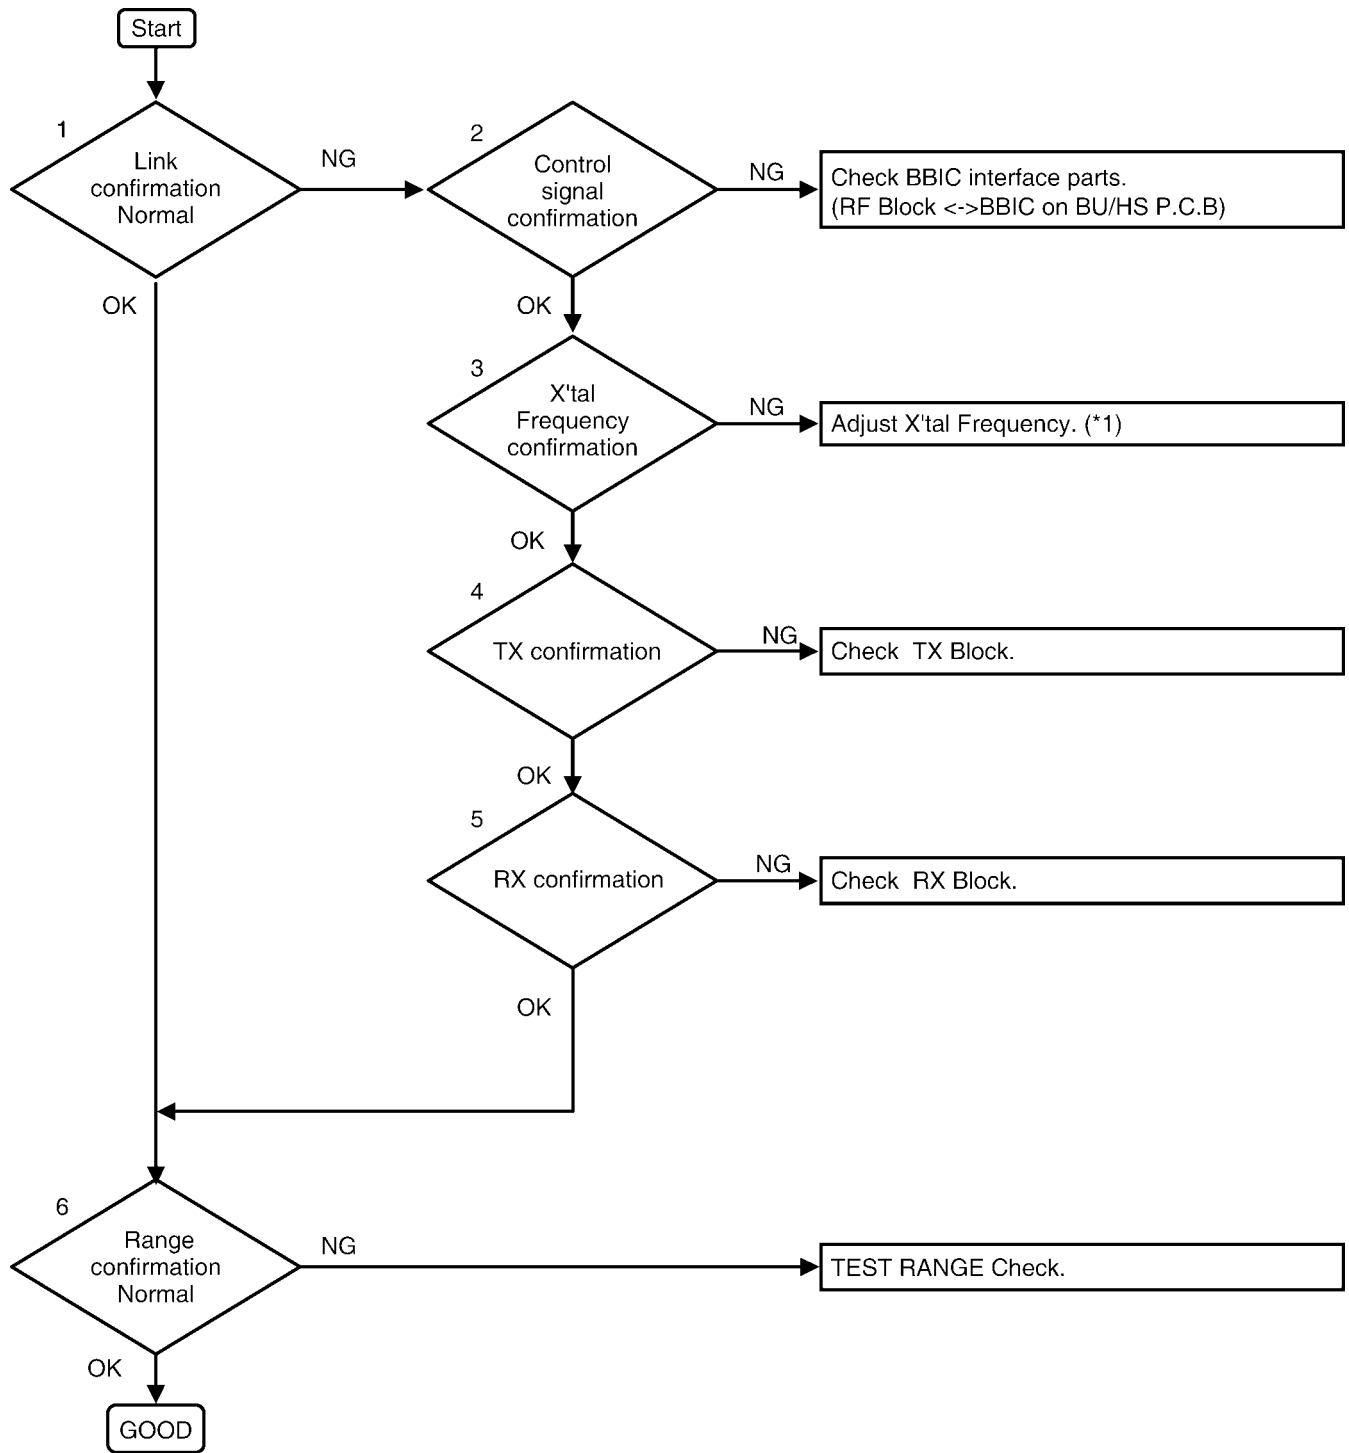 Start
1
Link
confirmation
Normal
NG
2
Control
signal
confirmation
NG
Check BBIC interface parts.
(RF Block <->BBIC on BU/HS P.C.B)
OK
OK
3
X'tal
Frequency
confirmation
NG
Adjust X'tal Frequency. (*1)
OK
4
TX confirmation
NG
Check TX Block.
OK
5
RX confirmation
NG
Check RX Block.
OK
6
Range
confirmation
Normal
NG
TEST RANGE Check.
OK
GOOD